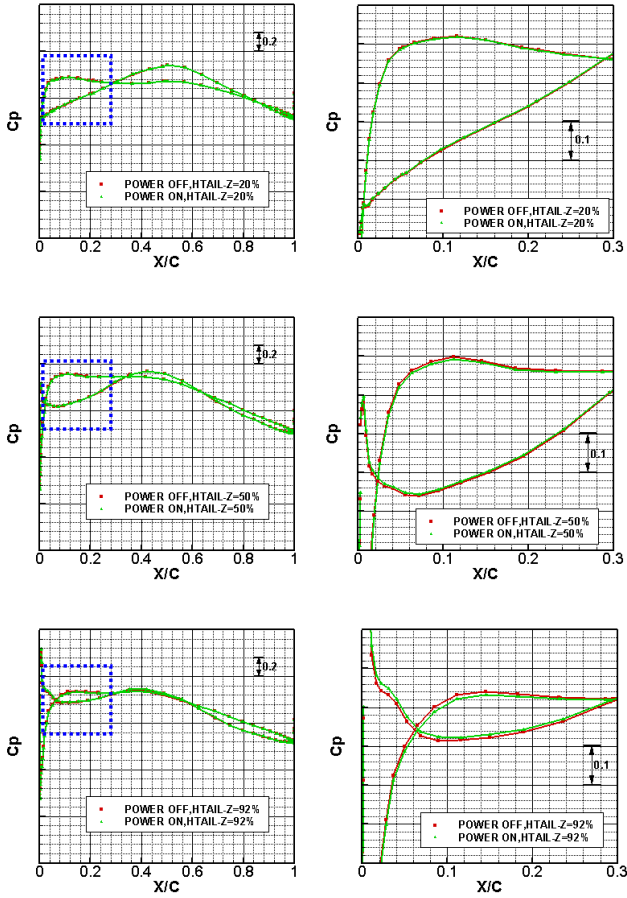 0.2
Cp
POWER OFF,HTAIL-Z=20%
POWER ON,HTAIL-Z=20%
0 0.2 0.4 0.6 0.8 1
X/C
0.1
Cp
POWER OFF,HTAIL-Z=20%
POWER ON,HTAIL-Z=20%
0 0.1 0.2 0.3
X/C
0.2
Cp
POWER OFF,HTAIL-Z=50%
POWER ON,HTAIL-Z=50%
0 0.2 0.4 0.6 0.8 1
X/C
0.1
Cp
POWER OFF,HTAIL-Z=50%
POWER ON,HTAIL-Z=50%
0 0.1 0.2 0.3
X/C
0.2
Cp
POWER OFF,HTAIL-Z=92%
POWER ON,HTAIL-Z=92%
0 0.2 0.4 0.6 0.8 1
X/C
0.1
Cp
POWER OFF,HTAIL-Z=92%
POWER ON,HTAIL-Z=92%
0 0.1 0.2 0.3
X/C